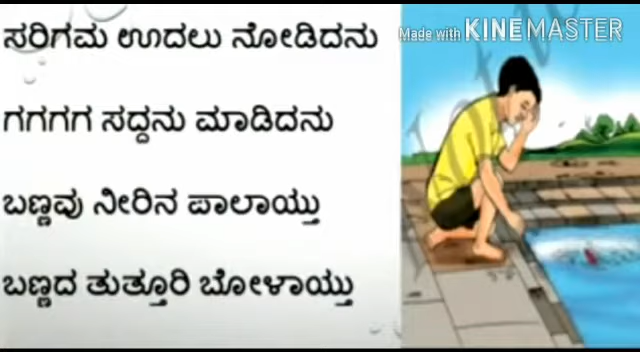 ಸರಿಗಮ ಊದಲು ನೋಡಿದನು
ಗಗಗಗ ಸದ್ದನು ಮಾಡಿದನು
ಬಣ್ಣವು ನೀರಿನ ಪಾಲಾಯ್ತು
ಬಣ್ಣದ ತುತ್ತೂರಿ ಬೋಳಾಯ್ತು
Made with KINEMASTER